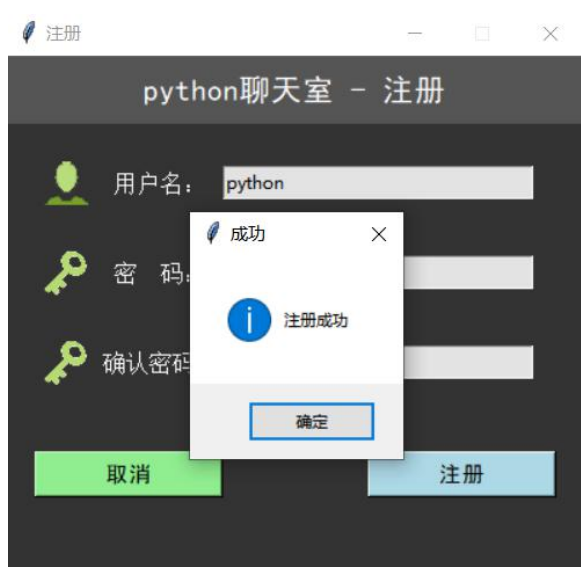 注册
python聊天室 - 注册
用户名：
python
成功
密 码：
注册成功
确认密码
确定
取消
注册